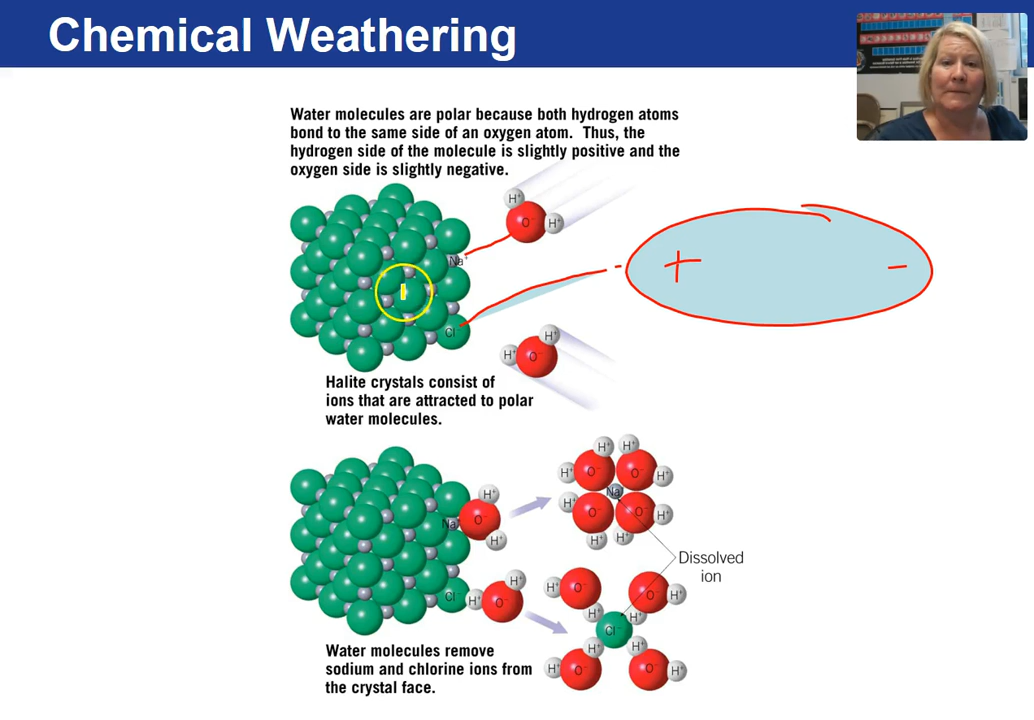 Chemical Weathering
Water molecules are polar because both hydrogen atoms
bond to the same side of an oxygen atom.  Thus, the
hydrogen side of the molecule is slightly positive and the
oxygen side is slightly negative.
H⁺
O⁻ H⁺
Na⁺
+ -
-
Cl⁻
H⁺
H⁺ O⁻
Halite crystals consist of
ions that are attracted to polar
water molecules.
H⁺ H⁺
H⁺ O⁻ O⁻ H⁺
Na⁺
H⁺
Na⁺ O⁻
H⁺ O⁻ O⁻ H⁺
H⁺
H⁺ H⁺
Dissolved
ion
H⁺
Cl⁻ H⁺ O⁻
H⁺ O⁻ O⁻ H⁺
H⁺ H⁺
Cl⁻
H⁺ H⁺
H⁺ O⁻ O⁻ H⁺
Water molecules remove
sodium and chlorine ions from
the crystal face.